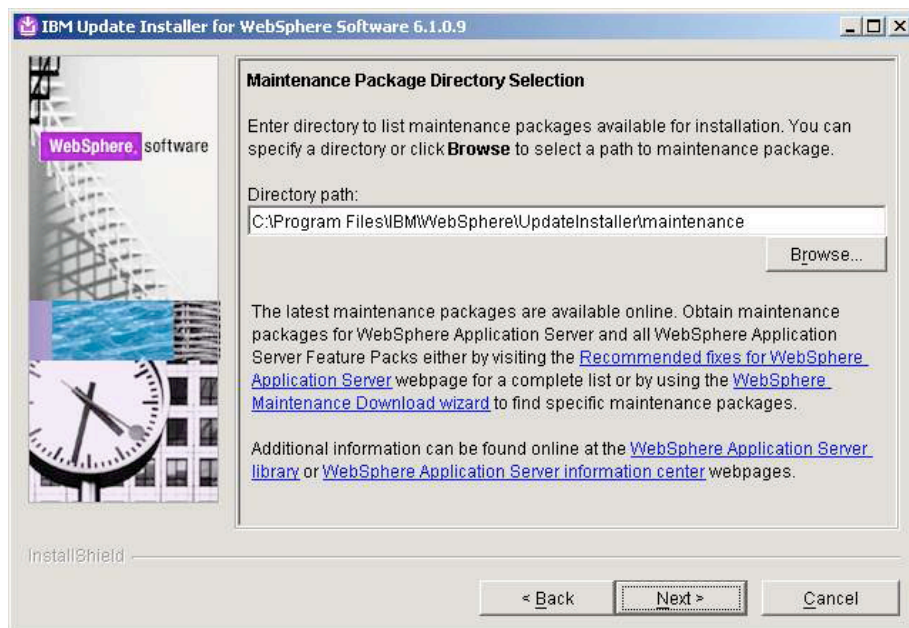 IBM Update Installer for WebSphere Software 6.1.0.9
WebSphere. software
Maintenance Package Directory Selection
Enter directory to list maintenance packages available for installation. You can
specify a directory or click Browse to select a path to maintenance package.
Directory path:
C:\Program Files\IBM\WebSphere\UpdateInstaller\maintenance
Browse...
The latest maintenance packages are available online. Obtain maintenance
packages for WebSphere Application Server and all WebSphere Application
Server Feature Packs either by visiting the Recommended fixes for WebSphere
Application Server webpage for a complete list or by using the WebSphere
Maintenance Download wizard to find specific maintenance packages.
Additional information can be found online at the WebSphere Application Server
library or WebSphere Application Server information center webpages.
InstallShield
< Back
Next >
Cancel